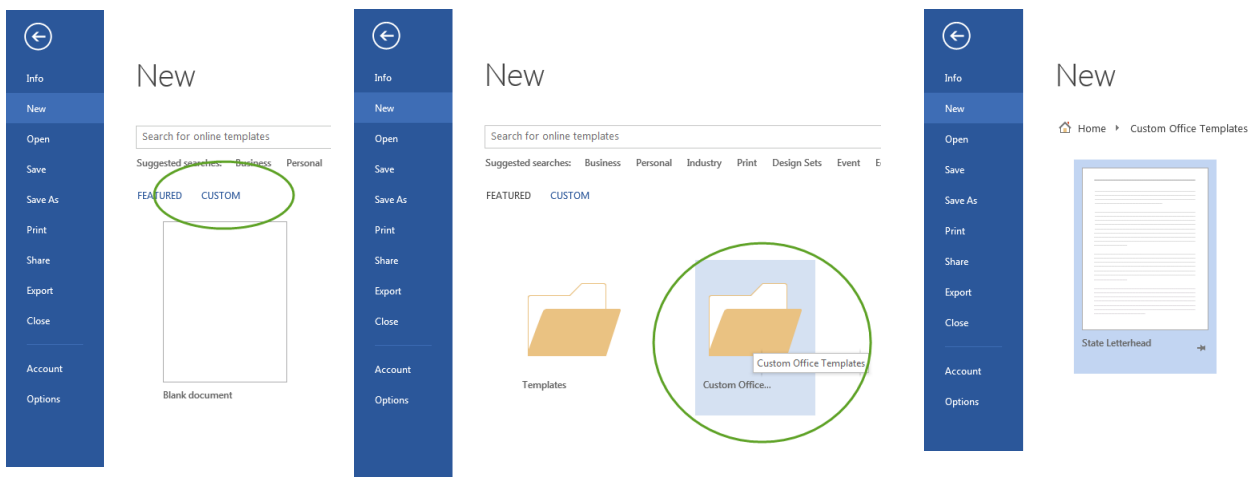 Info
New
Open
Save
Save As
Print
Share
Export
Close
Account
Options
New
Search for online templates
Suggested searches: Business Personal
FEATURED CUSTOM
Blank document
Info
New
Open
Save
Save As
Print
Share
Export
Close
Account
Options
New
Search for online templates
Suggested searches: Business Personal Industry Print Design Sets Event E
FEATURED CUSTOM
Custom Office Templates
Templates Custom Office...
Info
New
Open
Save
Save As
Print
Share
Export
Close
Account
Options
New
Home Custom Office Templates
State Letterhead